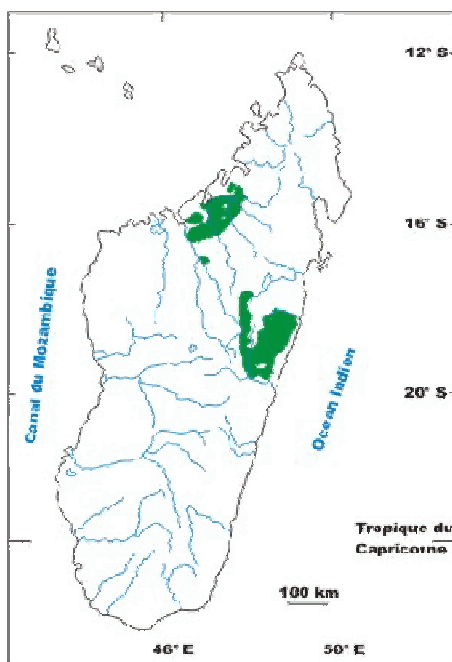 12° S
16° S
Canal du Mozambique
20° S
Ocean Indien
Tropique du
Capricorne
100 km
46° E
50° E